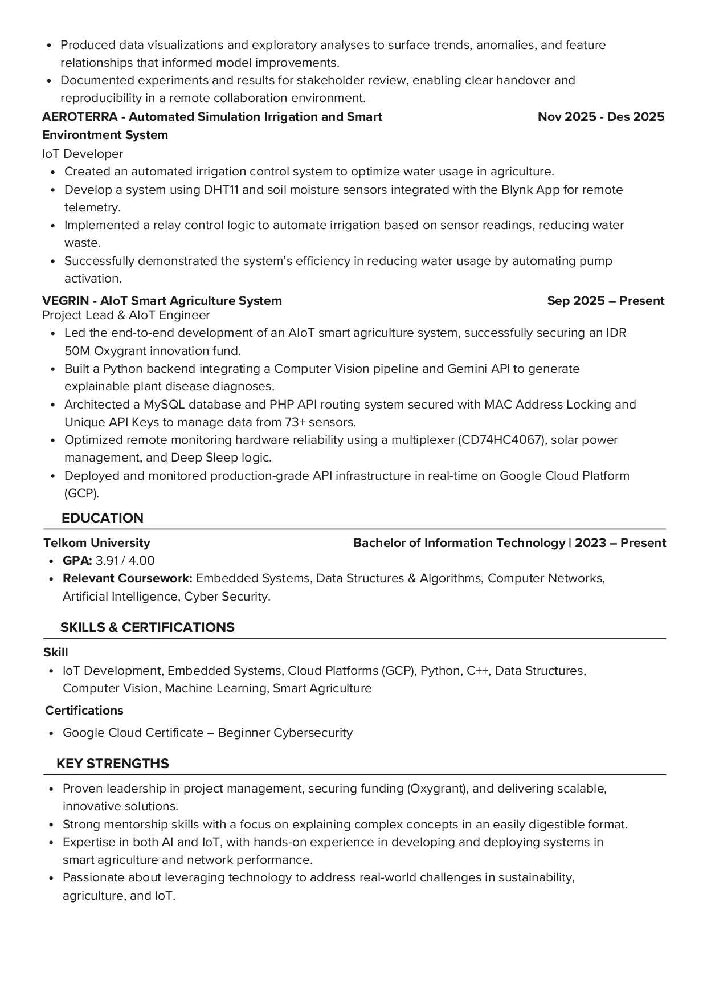 • Produced data visualizations and exploratory analyses to surface trends, anomalies, and feature
relationships that informed model improvements.
• Documented experiments and results for stakeholder review, enabling clear handover and
reproducibility in a remote collaboration environment.
AEROTERRA - Automated Simulation Irrigation and Smart Nov 2025 - Des 2025
Environtment System
IoT Developer
• Created an automated irrigation control system to optimize water usage in agriculture.
• Develop a system using DHT11 and soil moisture sensors integrated with the Blynk App for remote
telemetry.
• Implemented a relay control logic to automate irrigation based on sensor readings, reducing water
waste.
• Successfully demonstrated the system’s efficiency in reducing water usage by automating pump
activation.
VEGRIN - AIoT Smart Agriculture System Sep 2025 – Present
Project Lead & AIoT Engineer
• Led the end-to-end development of an AIoT smart agriculture system, successfully securing an IDR
50M Oxygrant innovation fund.
• Built a Python backend integrating a Computer Vision pipeline and Gemini API to generate
explainable plant disease diagnoses.
• Architected a MySQL database and PHP API routing system secured with MAC Address Locking and
Unique API Keys to manage data from 73+ sensors.
• Optimized remote monitoring hardware reliability using a multiplexer (CD74HC4067), solar power
management, and Deep Sleep logic.
• Deployed and monitored production-grade API infrastructure in real-time on Google Cloud Platform
(GCP).
EDUCATION
Telkom University Bachelor of Information Technology | 2023 – Present
• GPA: 3.91 / 4.00
• Relevant Coursework: Embedded Systems, Data Structures & Algorithms, Computer Networks,
Artificial Intelligence, Cyber Security.
SKILLS & CERTIFICATIONS
Skill
• IoT Development, Embedded Systems, Cloud Platforms (GCP), Python, C++, Data Structures,
Computer Vision, Machine Learning, Smart Agriculture
Certifications
• Google Cloud Certificate – Beginner Cybersecurity
KEY STRENGTHS
• Proven leadership in project management, securing funding (Oxygrant), and delivering scalable,
innovative solutions.
• Strong mentorship skills with a focus on explaining complex concepts in an easily digestible format.
• Expertise in both AI and IoT, with hands-on experience in developing and deploying systems in
smart agriculture and network performance.
• Passionate about leveraging technology to address real-world challenges in sustainability,
agriculture, and IoT.